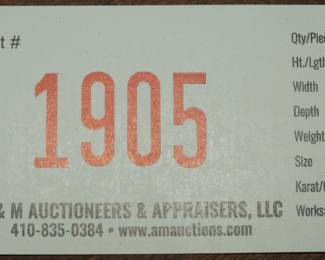 t #
1905
& M AUCTIONEERS & APPRAISERS, LLC
410-835-0384 • www.amauctions.com
Qty/Pie
Ht./Lgth
Width
Depth
Weight
Size
Karat/
Works